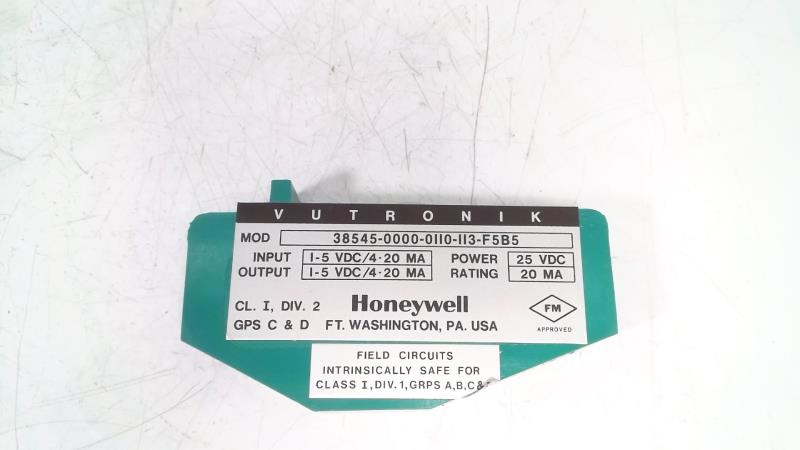 VUTRONIK
MOD 38545-0000-0110-113-F5B5
INPUT 1-5 VDC/4-20 MA POWER 25 VDC
OUTPUT 1-5 VDC/4-20 MA RATING 20 MA
CL. I, DIV. 2 Honeywell FM
GPS C & D FT. WASHINGTON, PA. USA APPROVED
FIELD CIRCUITS
INTRINSICALLY SAFE FOR
CLASS I, DIV. 1, GRPS A, B, C &